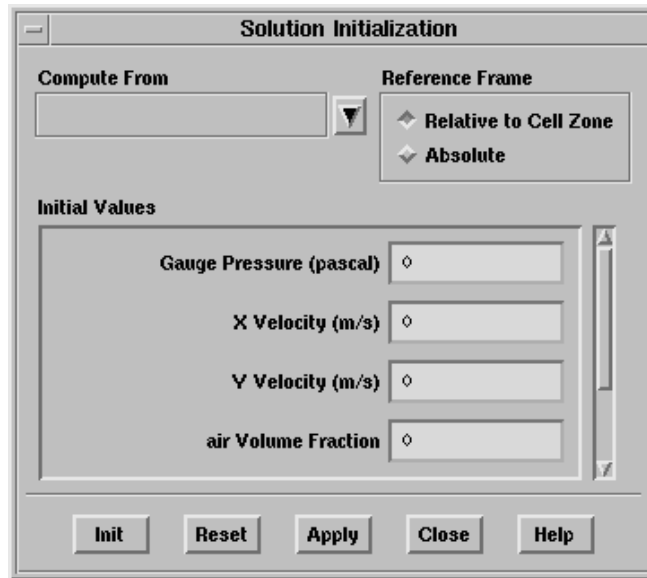 Solution Initialization
Compute From
Reference Frame
Relative to Cell Zone
Absolute
Initial Values
Gauge Pressure (pascal) 0
X Velocity (m/s) 0
Y Velocity (m/s) 0
air Volume Fraction 0
Init Reset Apply Close Help